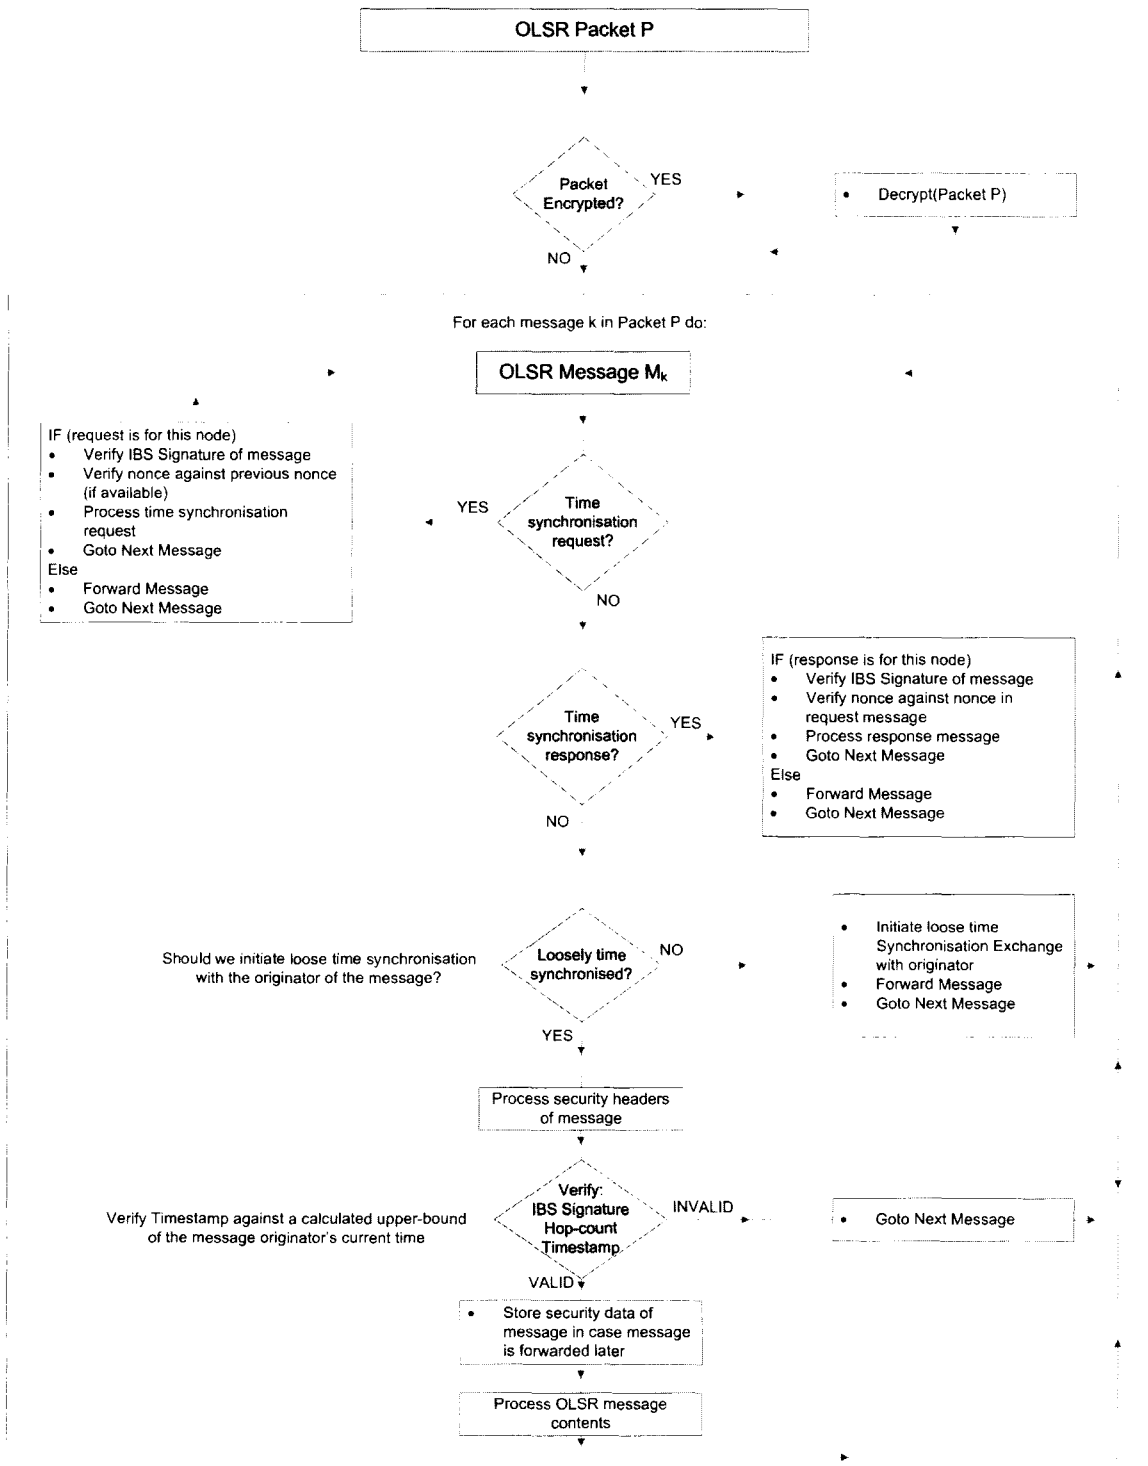 OLSR Packet P
Packet
Encrypted?
YES
• Decrypt(Packet P)
NO
For each message k in Packet P do:
OLSR Message Mk
IF (request is for this node)
• Verify IBS Signature of message
• Verify nonce against previous nonce
(if available)
• Process time synchronisation
request
• Goto Next Message
Else
• Forward Message
• Goto Next Message
YES
Time
synchronisation
request?
NO
Time
synchronisation
response?
YES
IF (response is for this node)
• Verify IBS Signature of message
• Verify nonce against nonce in
request message
• Process response message
• Goto Next Message
Else
• Forward Message
• Goto Next Message
NO
Should we initiate loose time synchronisation
with the originator of the message?
Loosely time
synchronised?
NO
• Initiate loose time
Synchronisation Exchange
with originator
• Forward Message
• Goto Next Message
YES
Process security headers
of message
Verify Timestamp against a calculated upper-bound
of the message originator's current time
Verify:
IBS Signature
Hop-count
Timestamp
INVALID
• Goto Next Message
VALID
• Store security data of
message in case message
is forwarded later
Process OLSR message
contents